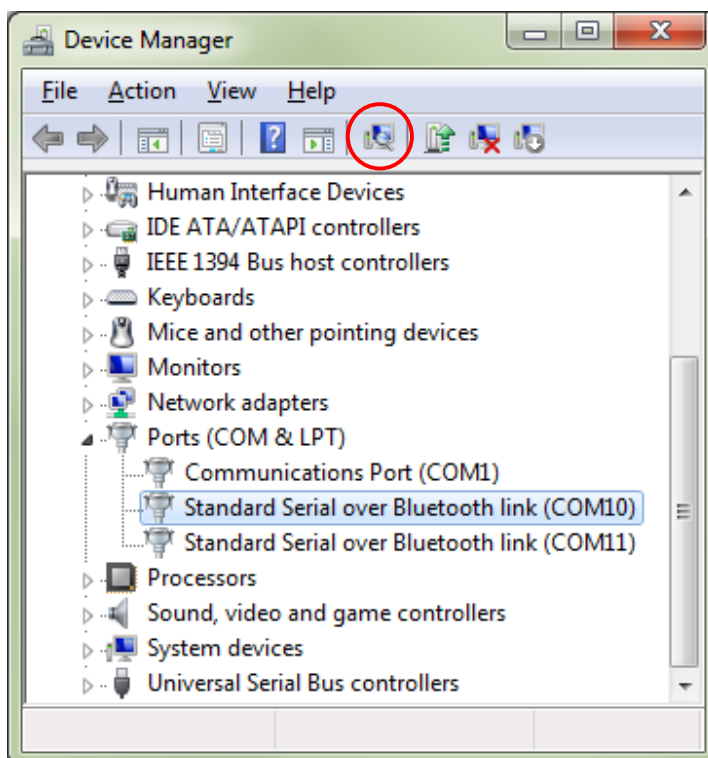 Device Manager
File Action View Help
Human Interface Devices
IDE ATA/ATAPI controllers
IEEE 1394 Bus host controllers
Keyboards
Mice and other pointing devices
Monitors
Network adapters
Ports (COM & LPT)
Communications Port (COM1)
Standard Serial over Bluetooth link (COM10)
Standard Serial over Bluetooth link (COM11)
Processors
Sound, video and game controllers
System devices
Universal Serial Bus controllers